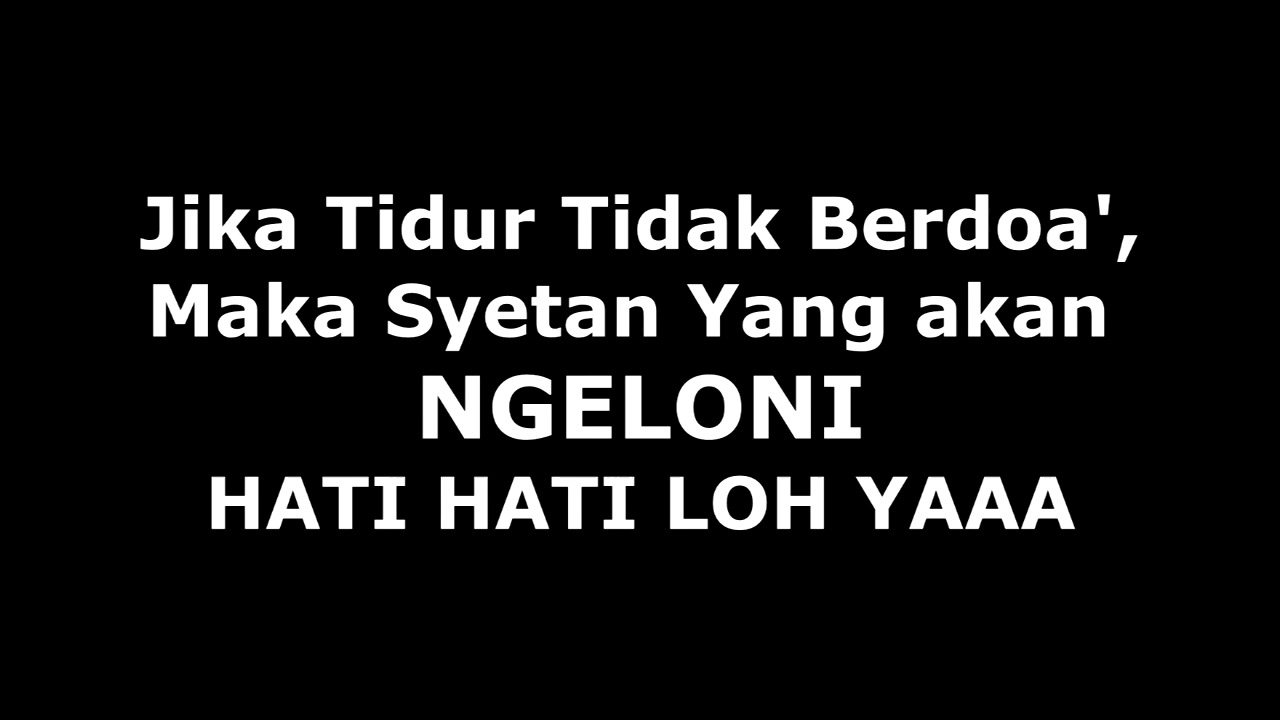 Jika Tidur Tidak Berdoa',
Maka Syetan Yang akan
NGELONI
HATI HATI LOH YAAA